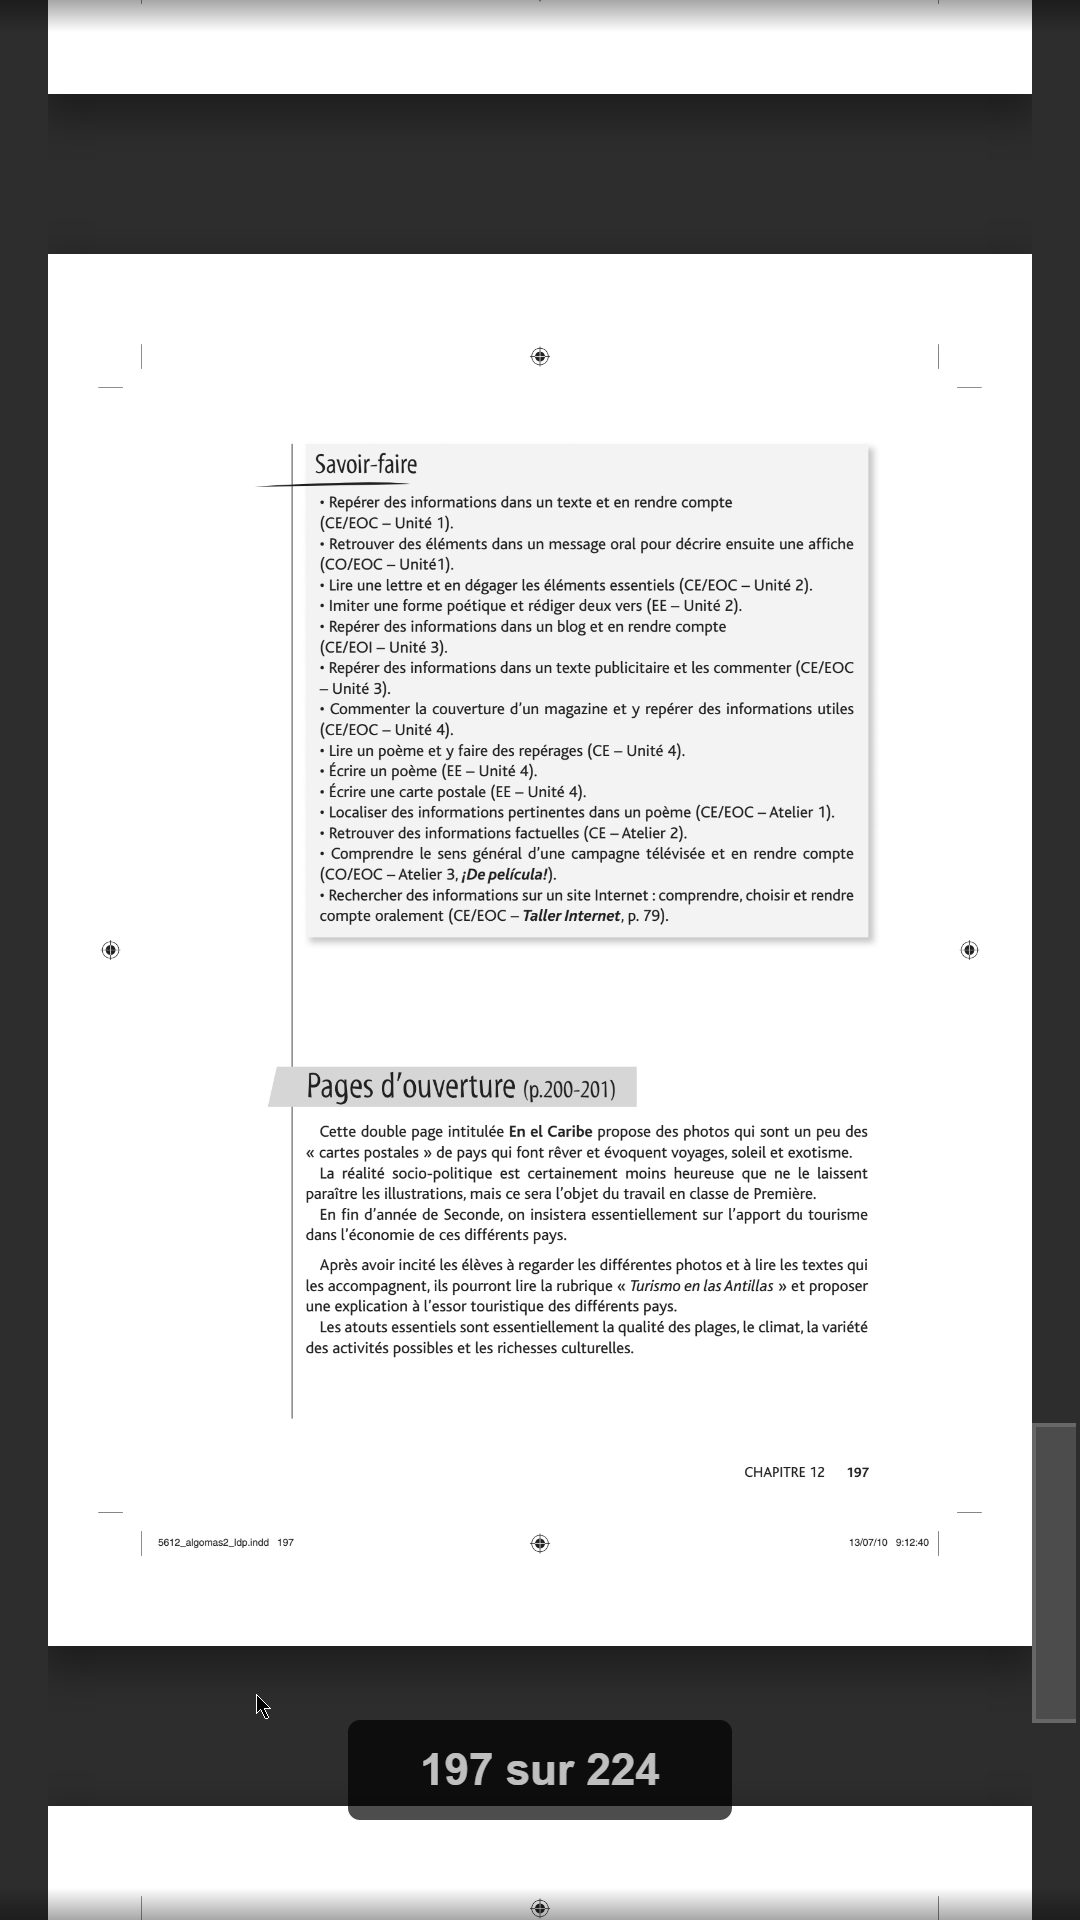 Savoir-faire
• Repérer des informations dans un texte et en rendre compte
(CE/EOC – Unité 1).
• Retrouver des éléments dans un message oral pour décrire ensuite une affiche
(CO/EOC – Unité1).
• Lire une lettre et en dégager les éléments essentiels (CE/EOC – Unité 2).
• Imiter une forme poétique et rédiger deux vers (EE – Unité 2).
• Repérer des informations dans un blog et en rendre compte
(CE/EOI – Unité 3).
• Repérer des informations dans un texte publicitaire et les commenter (CE/EOC
– Unité 3).
• Commenter la couverture d’un magazine et y repérer des informations utiles
(CE/EOC – Unité 4).
• Lire un poème et y faire des repérages (CE – Unité 4).
• Écrire un poème (EE – Unité 4).
• Écrire une carte postale (EE – Unité 4).
• Localiser des informations pertinentes dans un poème (CE/EOC – Atelier 1).
• Retrouver des informations factuelles (CE – Atelier 2).
• Comprendre le sens général d’une campagne télévisée et en rendre compte
(CO/EOC – Atelier 3, ¡De película!).
• Rechercher des informations sur un site Internet : comprendre, choisir et rendre
compte oralement (CE/EOC – Taller Internet, p. 79).
Pages d’ouverture (p.200-201)
Cette double page intitulée En el Caribe propose des photos qui sont un peu des
« cartes postales » de pays qui font rêver et évoquent voyages, soleil et exotisme.
La réalité socio-politique est certainement moins heureuse que ne le laissent
paraître les illustrations, mais ce sera l’objet du travail en classe de Première.
En fin d’année de Seconde, on insistera essentiellement sur l’apport du tourisme
dans l’économie de ces différents pays.
Après avoir incité les élèves à regarder les différentes photos et à lire les textes qui
les accompagnent, ils pourront lire la rubrique « Turismo en las Antillas » et proposer
une explication à l’essor touristique des différents pays.
Les atouts essentiels sont essentiellement la qualité des plages, le climat, la variété
des activités possibles et les richesses culturelles.
CHAPITRE 12 197
5612_algomas2_ldp.indd 197 13/07/10 9:12:40
197 sur 224